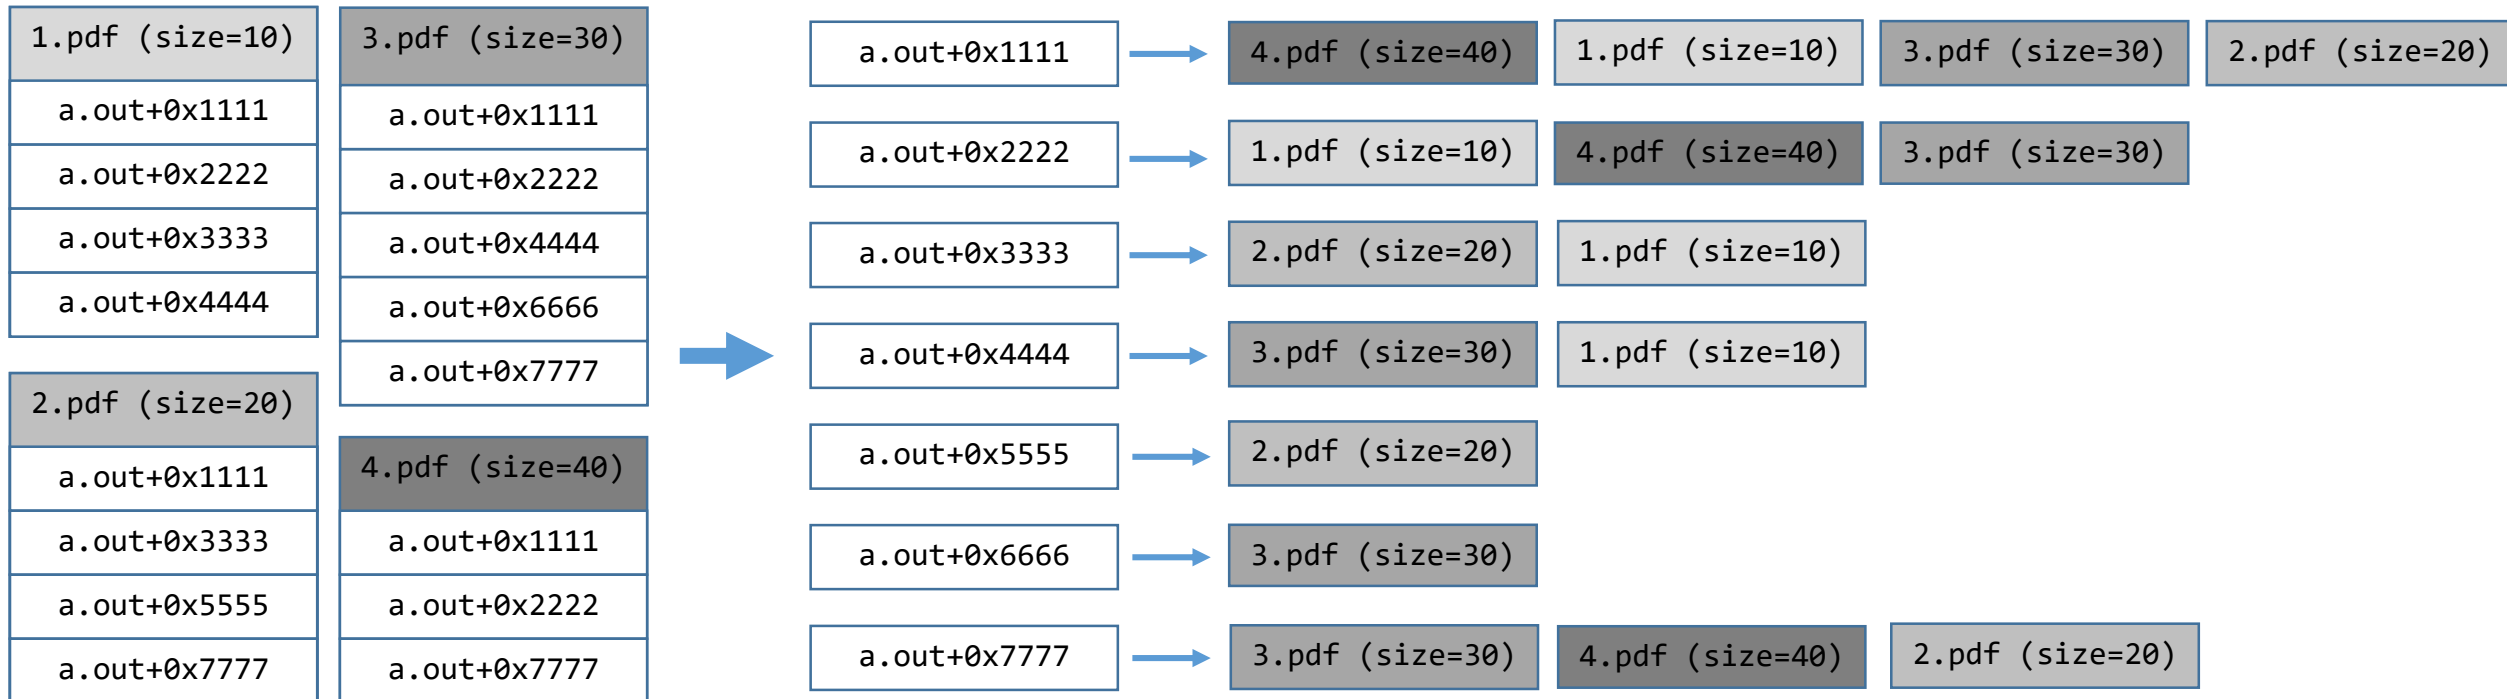 1.pdf (size=10)
a.out+0x1111
a.out+0x2222
a.out+0x3333
a.out+0x4444
2.pdf (size=20)
a.out+0x1111
a.out+0x3333
a.out+0x5555
a.out+0x7777
3.pdf (size=30)
a.out+0x1111
a.out+0x2222
a.out+0x4444
a.out+0x6666
a.out+0x7777
4.pdf (size=40)
a.out+0x1111
a.out+0x2222
a.out+0x7777
a.out+0x1111 4.pdf (size=40) 1.pdf (size=10) 3.pdf (size=30) 2.pdf (size=20)
a.out+0x2222 1.pdf (size=10) 4.pdf (size=40) 3.pdf (size=30)
a.out+0x3333 2.pdf (size=20) 1.pdf (size=10)
a.out+0x4444 3.pdf (size=30) 1.pdf (size=10)
a.out+0x5555 2.pdf (size=20)
a.out+0x6666 3.pdf (size=30)
a.out+0x7777 3.pdf (size=30) 4.pdf (size=40) 2.pdf (size=20)